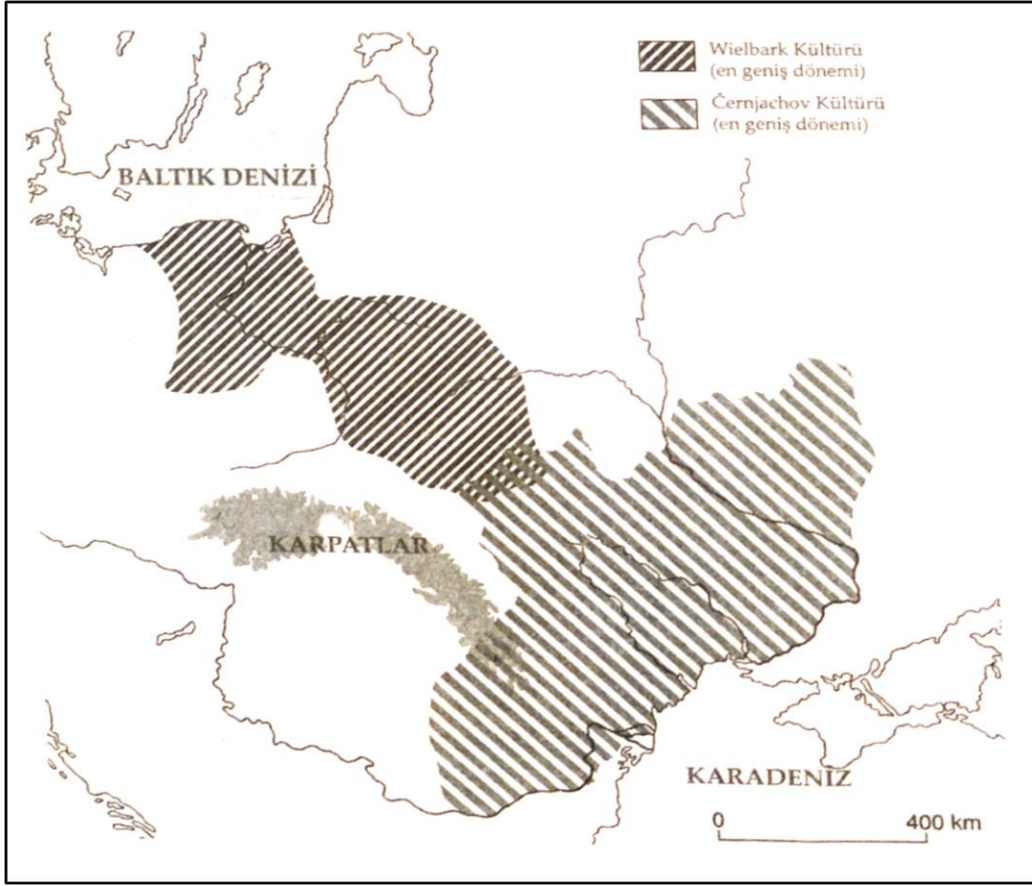 Wielbark Kültürü
(en geniş dönemi)
Černjachov Kültürü
(en geniş dönemi)
BALTIK DENİZİ
KARPATLAR
KARADENİZ
0 400 km